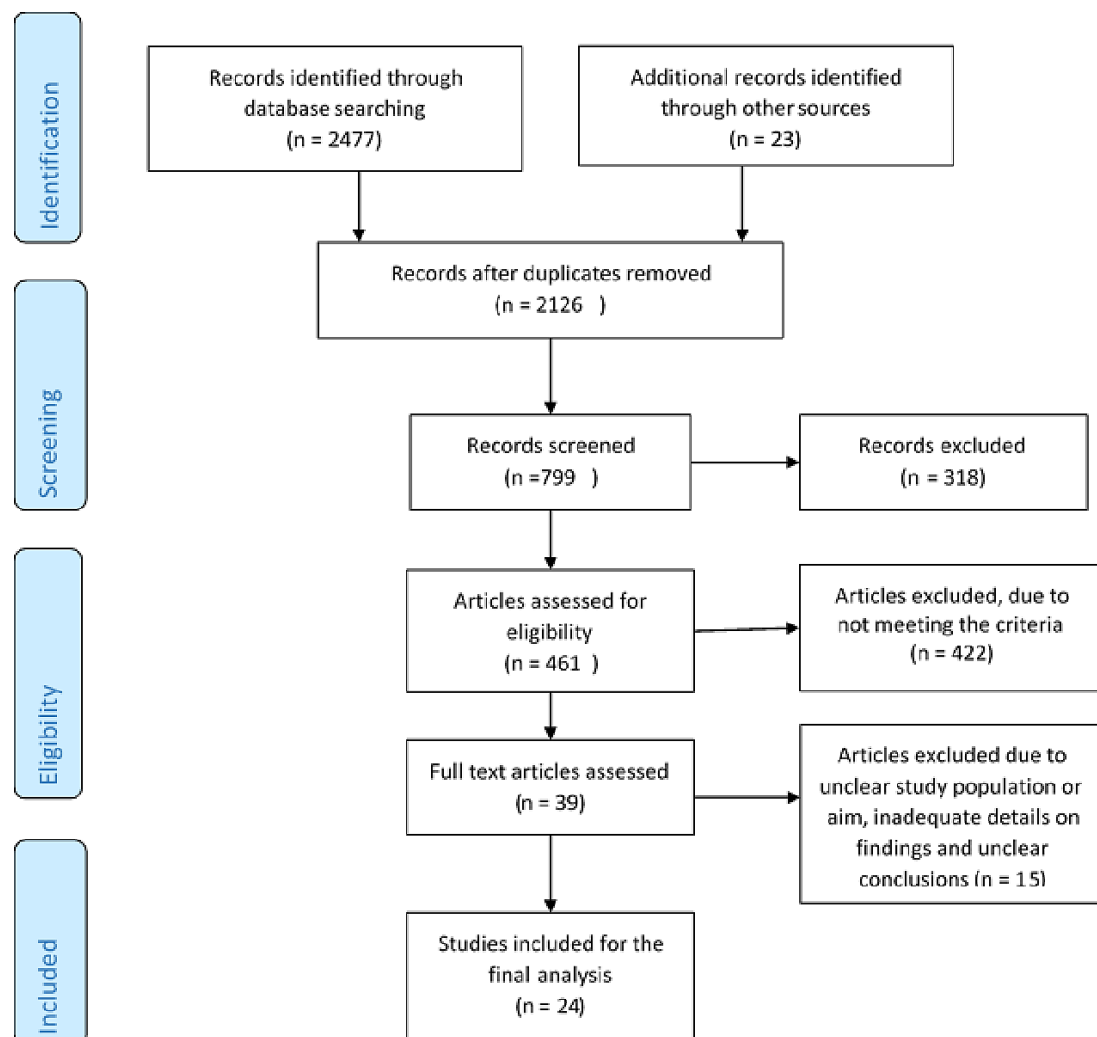 Identification
Records identified through
database searching
(n = 2477)
Additional records identified
through other sources
(n = 23)
Records after duplicates removed
(n = 2126   )
Screening
Records screened
(n =799   )
Records excluded
(n = 318)
Eligibility
Articles assessed for
eligibility
(n = 461   )
Articles excluded, due to
not meeting the criteria
(n = 422)
Full text articles assessed
(n = 39)
Articles excluded due to
unclear study population or
aim, inadequate details on
findings and unclear
conclusions (n = 15)
Included
Studies included for the
final analysis
(n = 24)